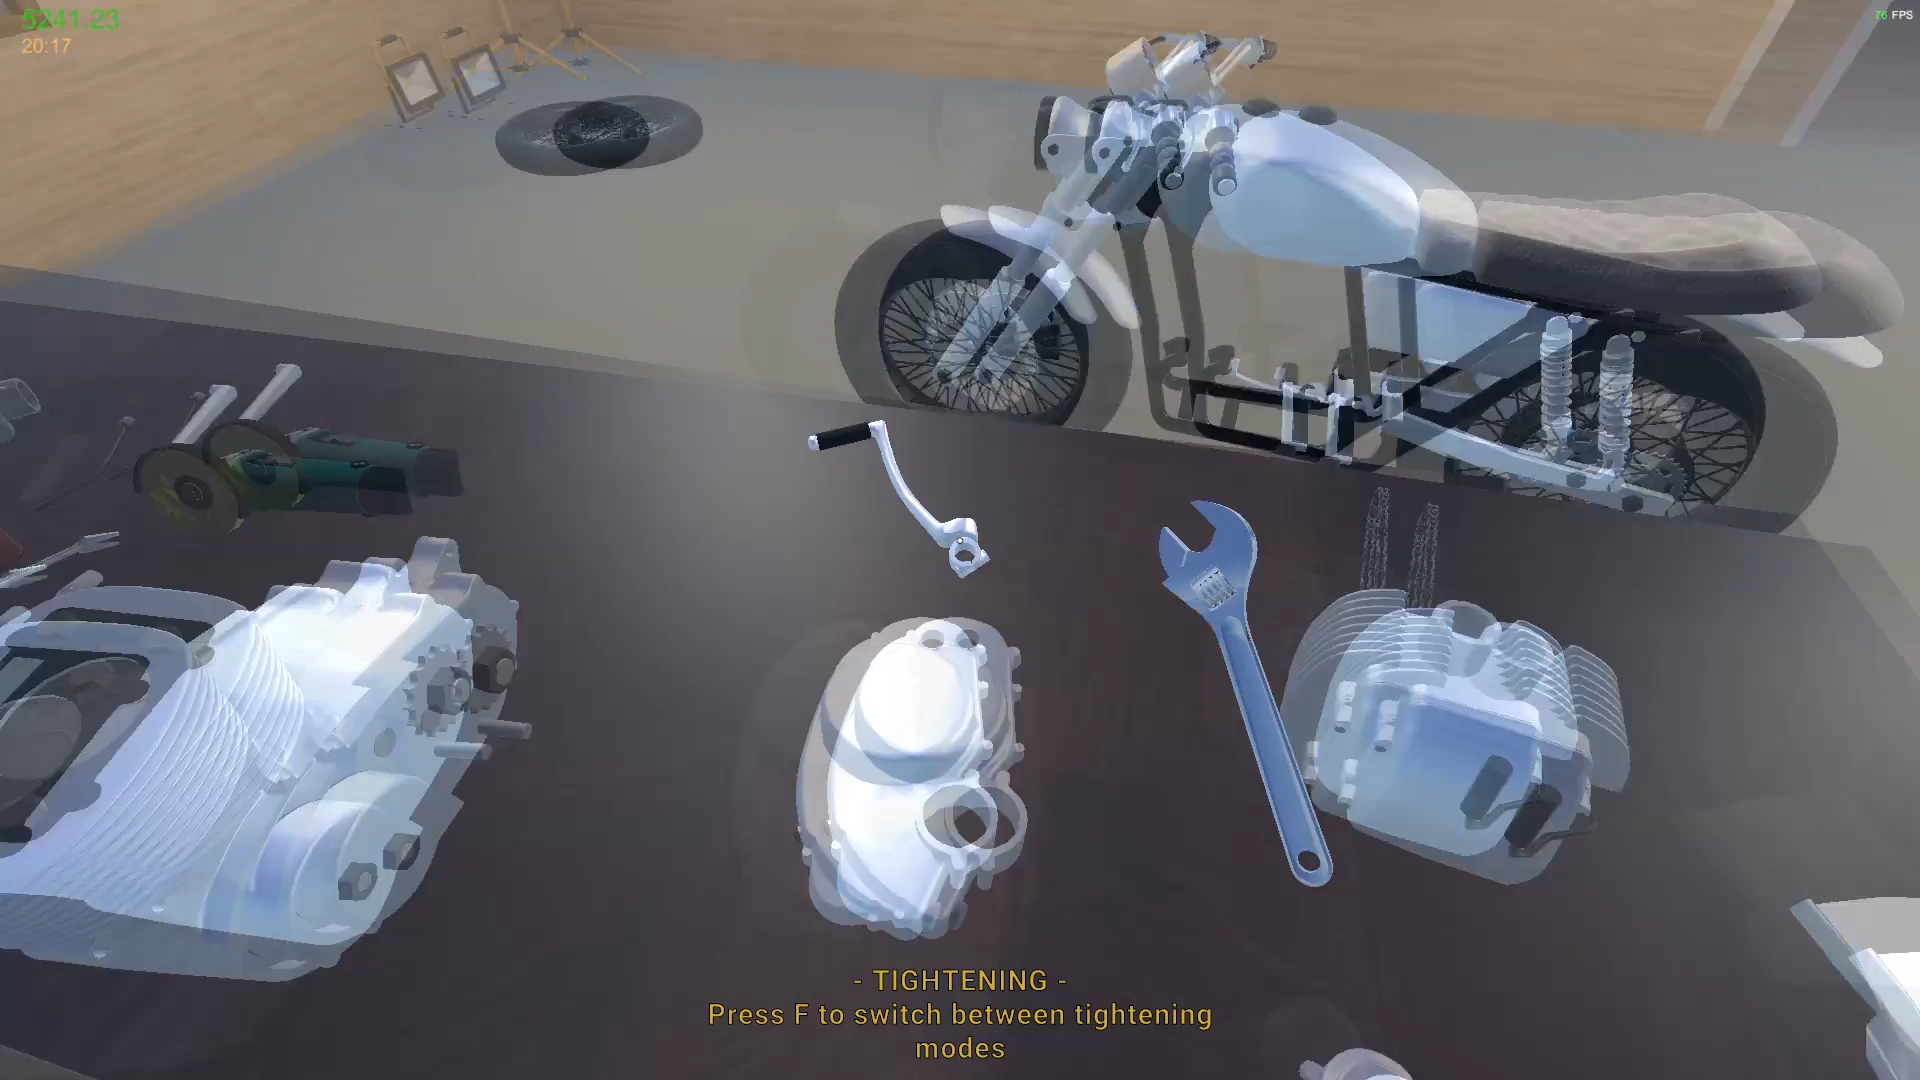 5241.23
76 FPS
20:17
- TIGHTENING -
Press F to switch between tightening
modes